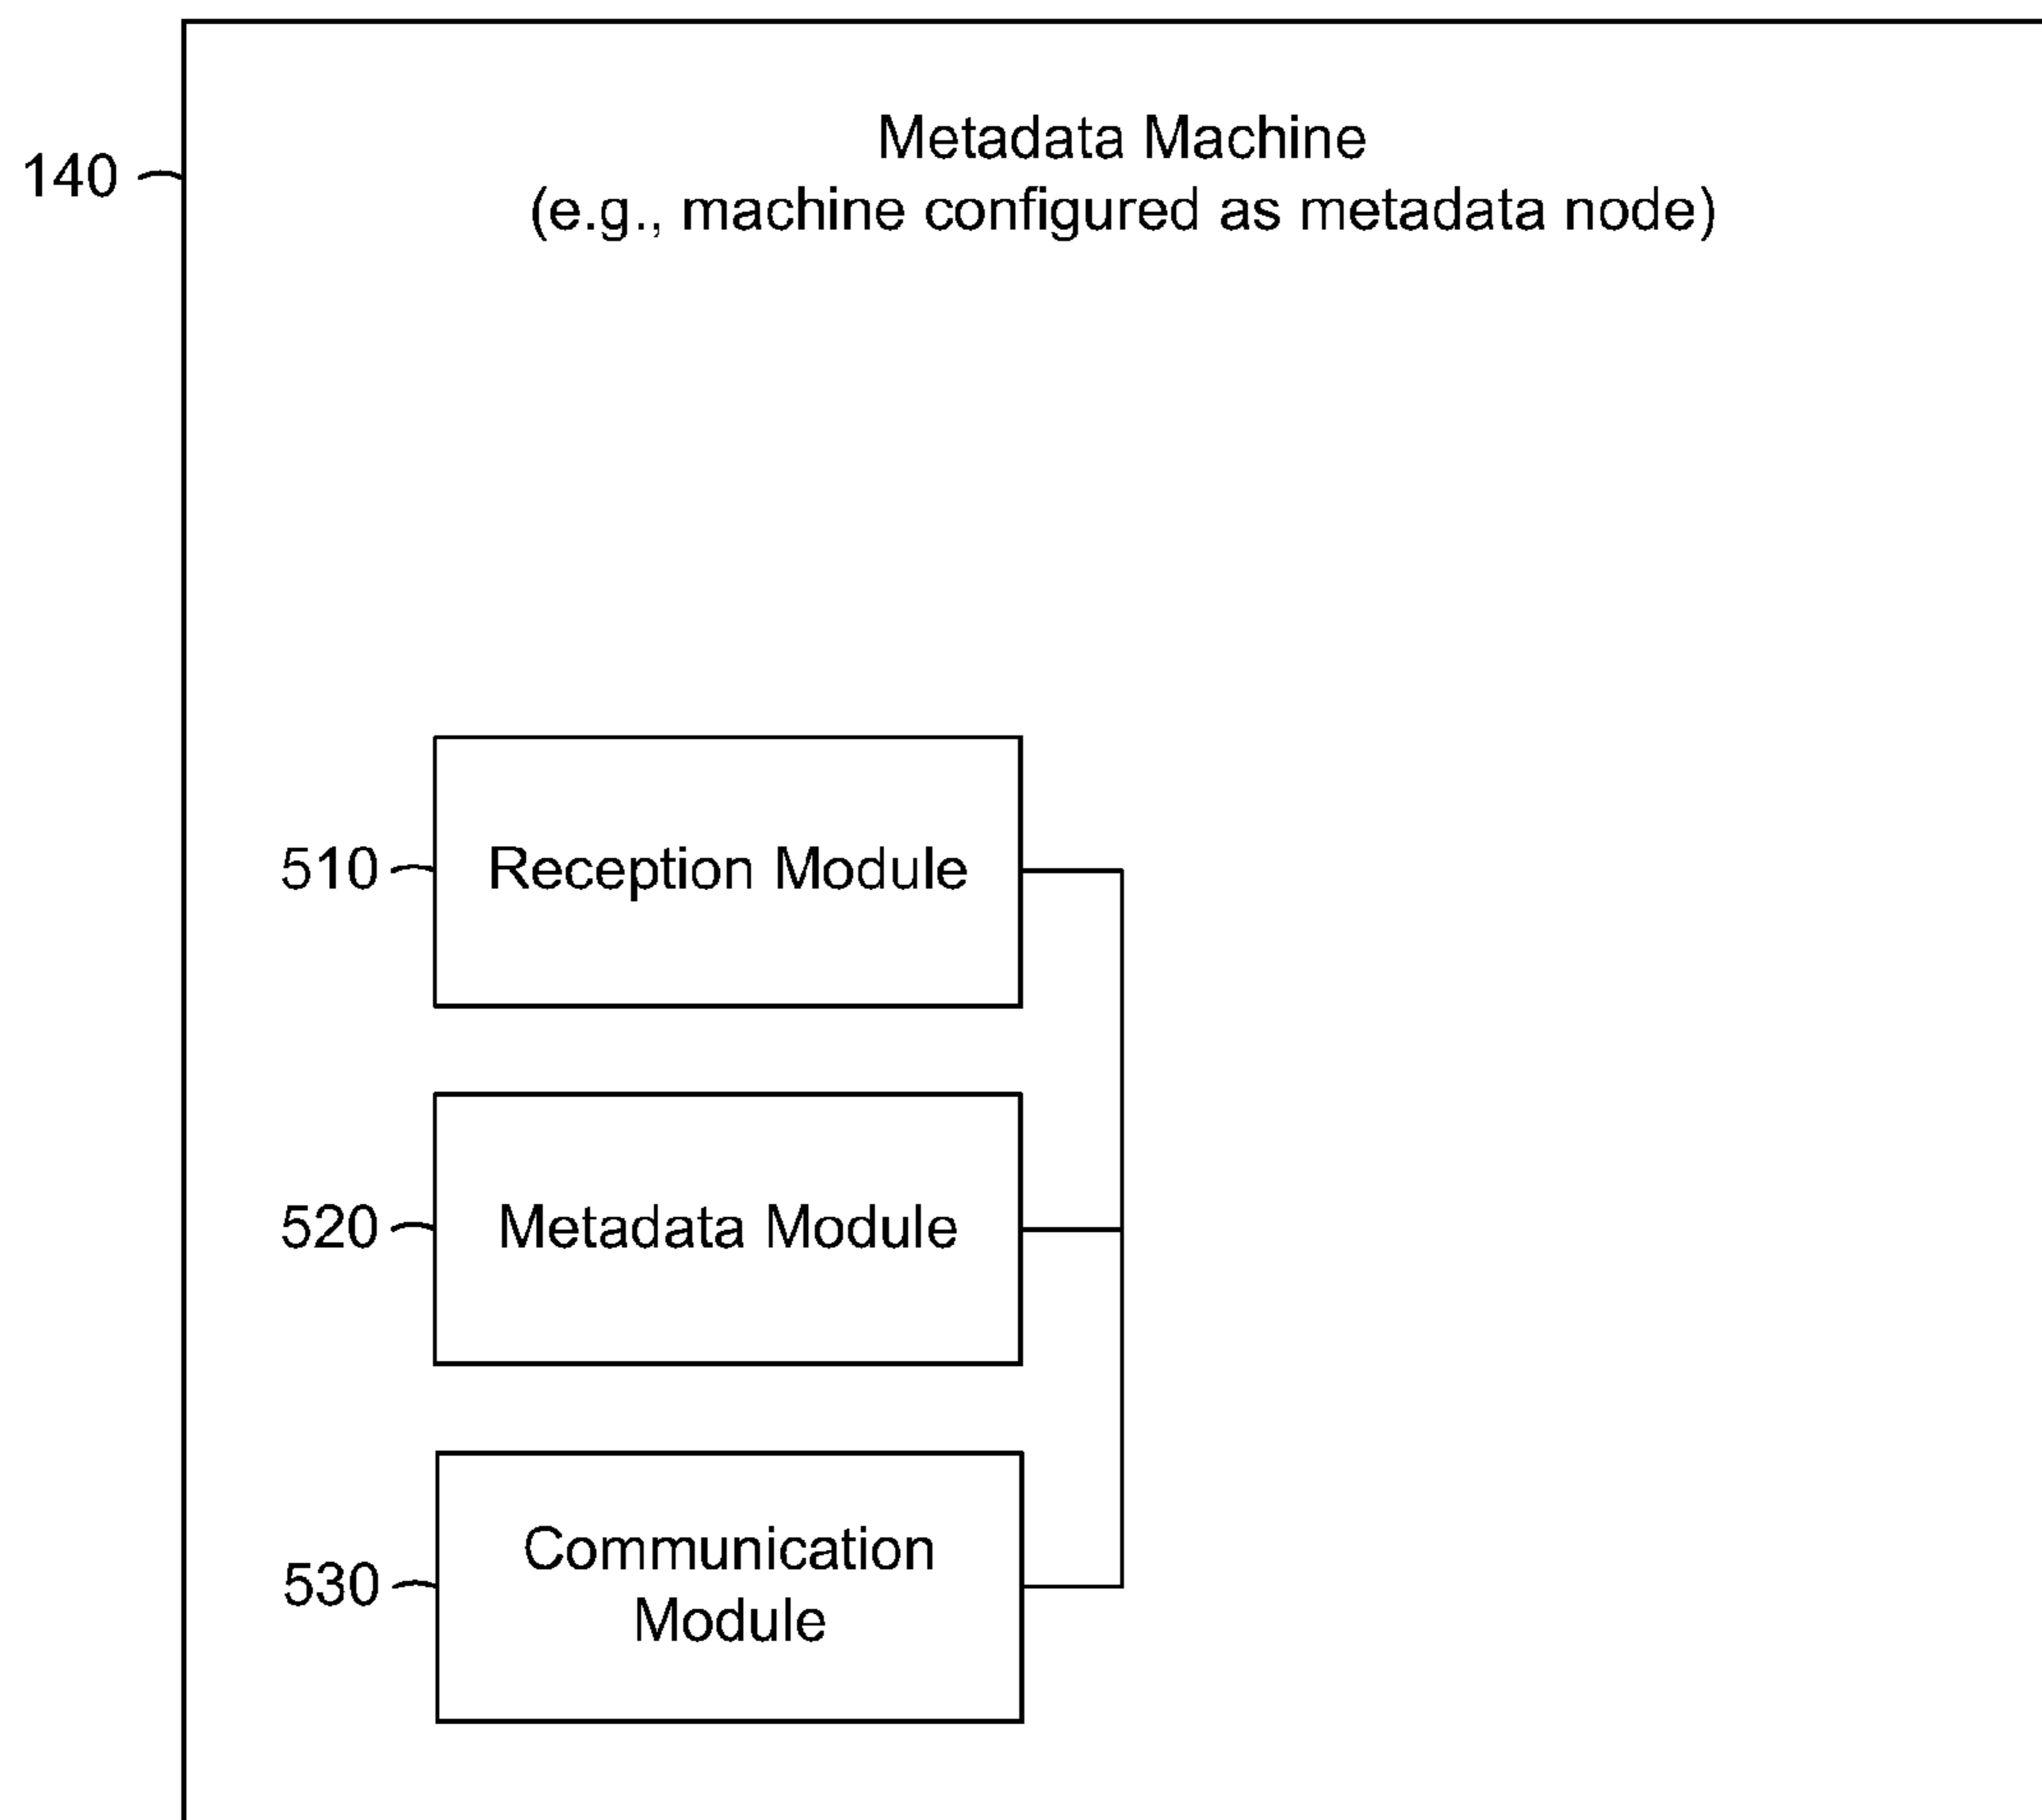 Metadata Machine
140
(e.g., machine configured as metadata node)
510 Reception Module
520 Metadata Module
530 Communication
Module